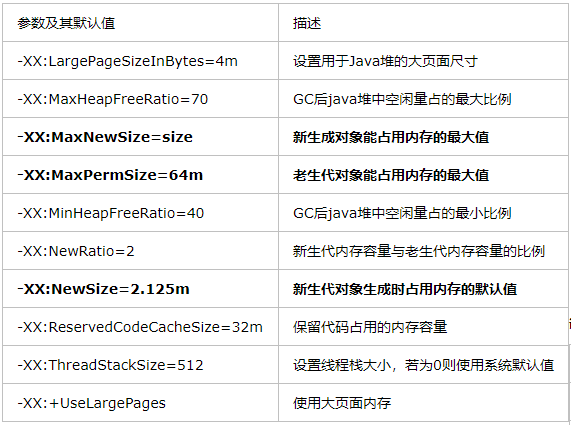 参数及其默认值 描述
-XX:LargePageSizeInBytes=4m 设置用于Java堆的大页面尺寸
-XX:MaxHeapFreeRatio=70 GC后java堆中空闲量占的最大比例
-XX:MaxNewSize=size 新生成对象能占用内存的最大值
-XX:MaxPermSize=64m 老生代对象能占用内存的最大值
-XX:MinHeapFreeRatio=40 GC后java堆中空闲量占的最小比例
-XX:NewRatio=2 新生代内存容量与老生代内存容量的比例
-XX:NewSize=2.125m 新生代对象生成时占用内存的默认值
-XX:ReservedCodeCacheSize=32m 保留代码占用的内存容量
-XX:ThreadStackSize=512 设置线程栈大小，若为0则使用系统默认值
-XX:+UseLargePages 使用大页面内存